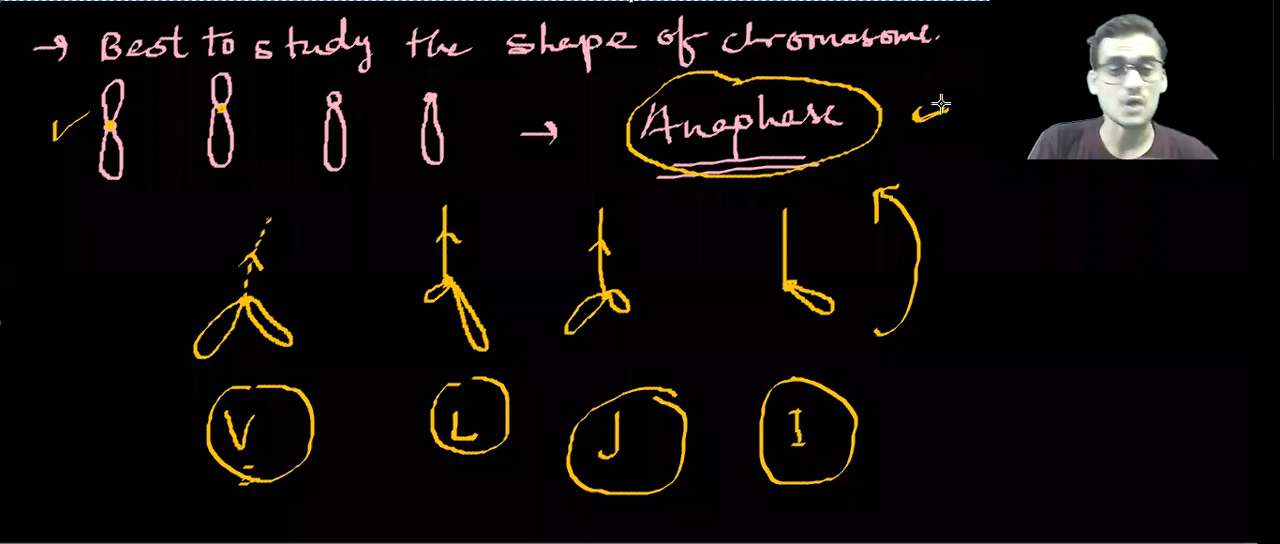 → Best to study the shape of chromosome.
→ Anaphase
V L J I